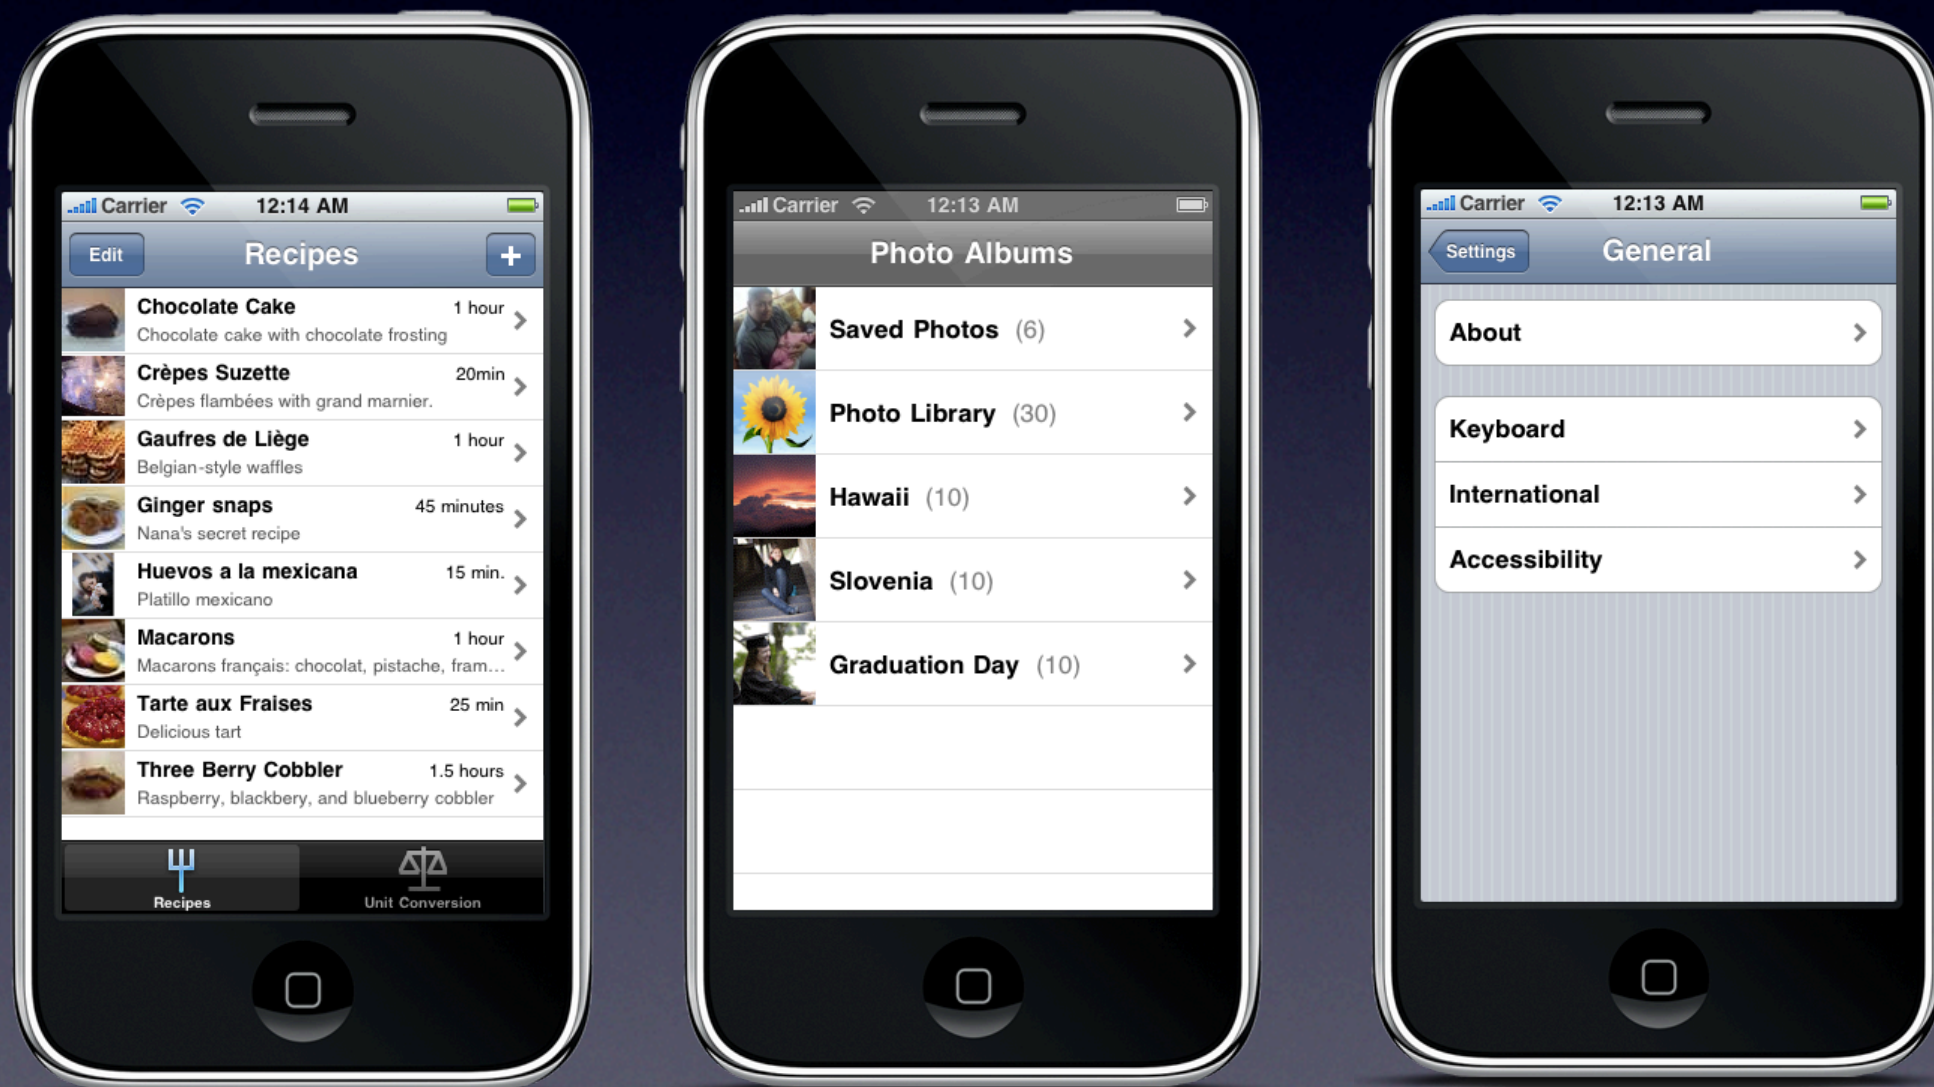 Carrier 12:14 AM
Edit Recipes +
Chocolate Cake 1 hour
Chocolate cake with chocolate frosting
Crèpes Suzette 20min
Crèpes flambées with grand marnier.
Gaufres de Liège 1 hour
Belgian-style waffles
Ginger snaps 45 minutes
Nana's secret recipe
Huevos a la mexicana 15 min.
Platillo mexicano
Macarons 1 hour
Macarons français: chocolat, pistache, fram...
Tarte aux Fraises 25 min
Delicious tart
Three Berry Cobbler 1.5 hours
Raspberry, blackbery, and blueberry cobbler
Recipes Unit Conversion
Carrier 12:13 AM
Photo Albums
Saved Photos (6)
Photo Library (30)
Hawaii (10)
Slovenia (10)
Graduation Day (10)
Carrier 12:13 AM
Settings General
About
Keyboard
International
Accessibility